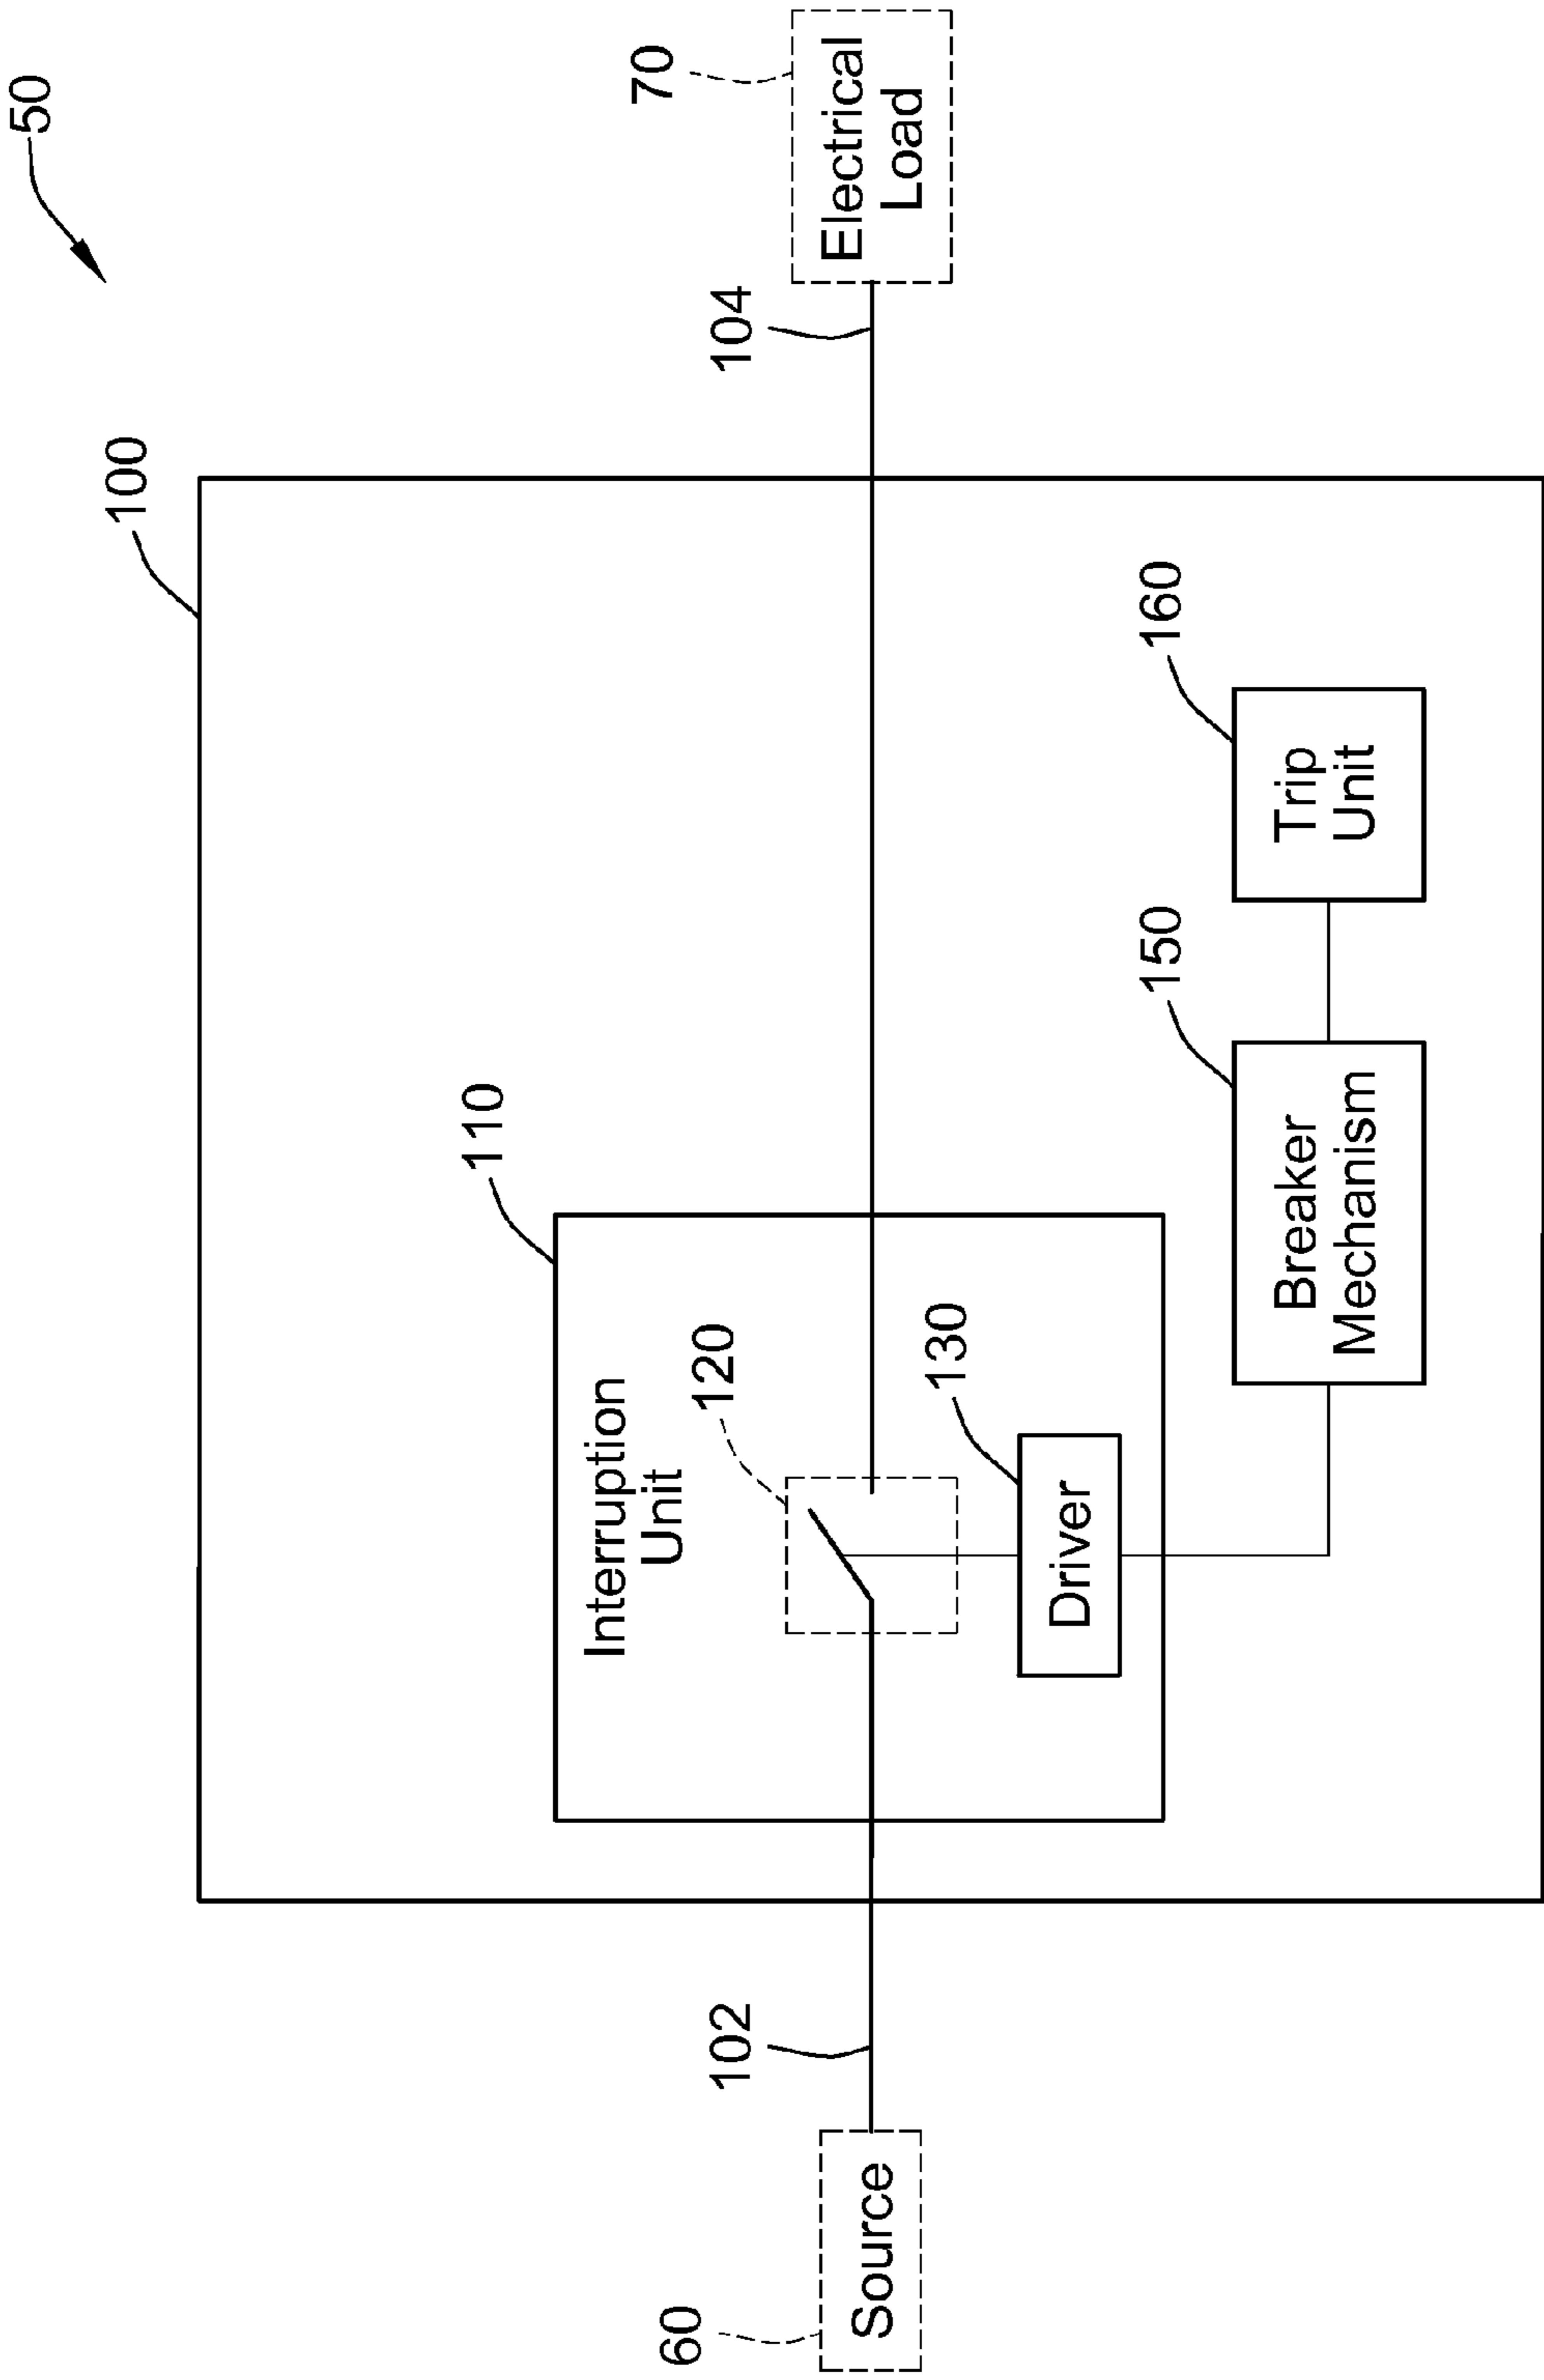 50
100
70
Electrical
Load
104
110
Interruption
Unit
120
130
Driver
102
60
Source
150
Breaker
Mechanism
160
Trip
Unit